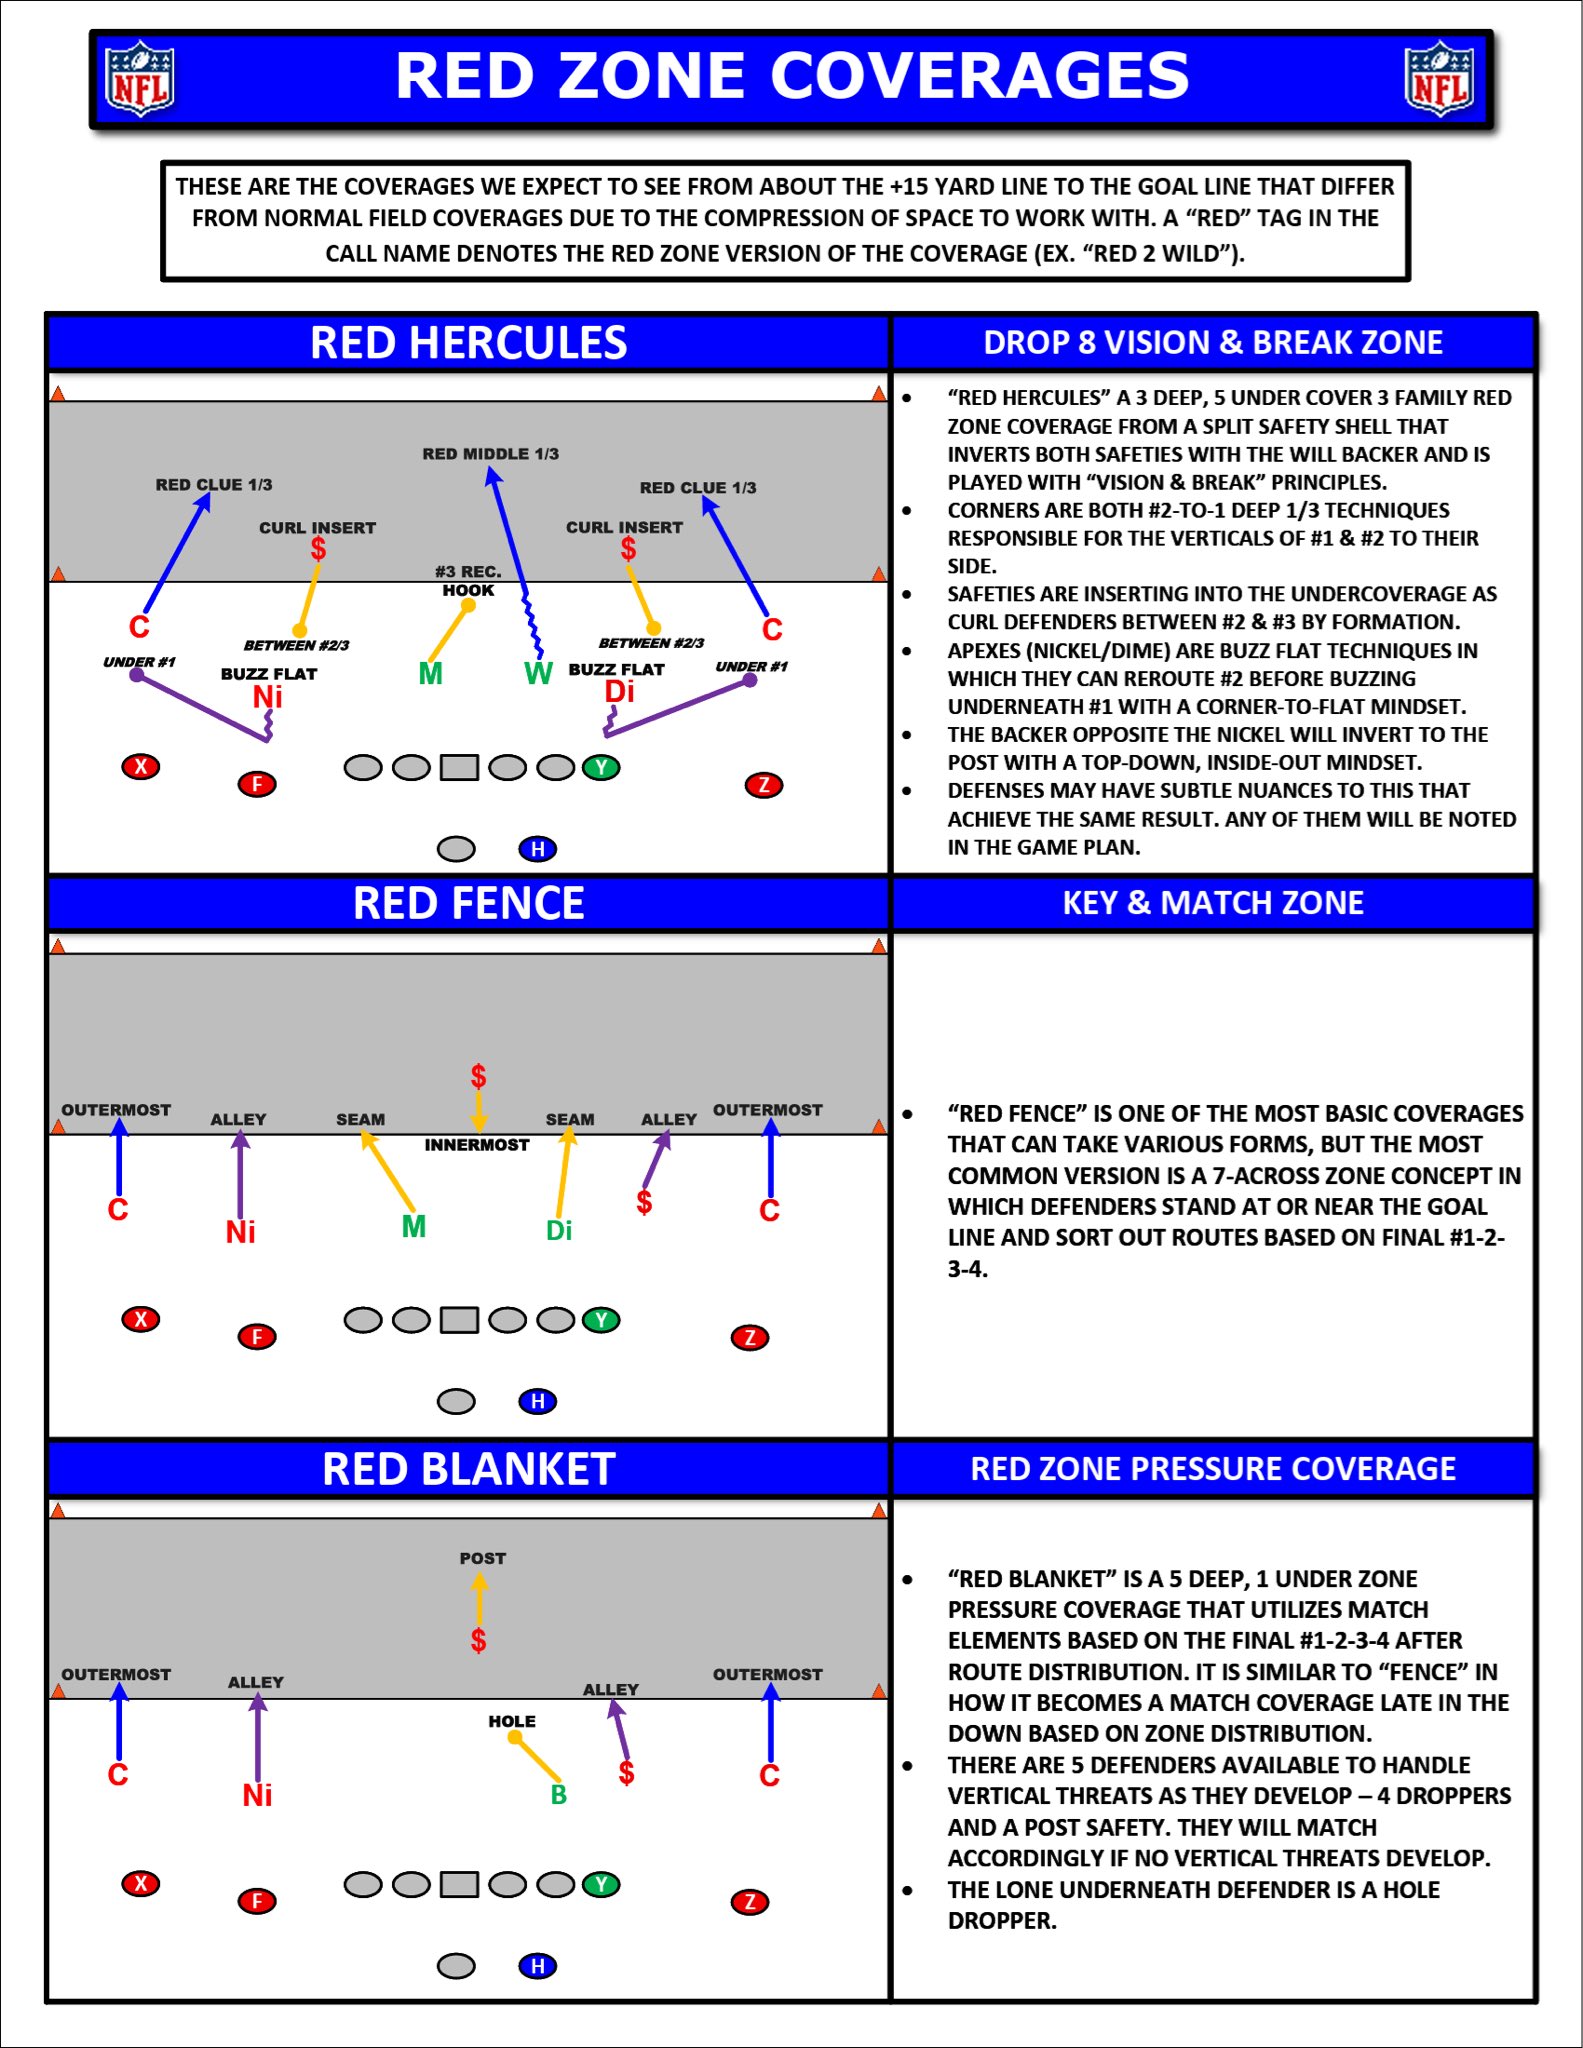 NFL
RED ZONE COVERAGES
NFL
THESE ARE THE COVERAGES WE EXPECT TO SEE FROM ABOUT THE +15 YARD LINE TO THE GOAL LINE THAT DIFFER
FROM NORMAL FIELD COVERAGES DUE TO THE COMPRESSION OF SPACE TO WORK WITH. A “RED” TAG IN THE
CALL NAME DENOTES THE RED ZONE VERSION OF THE COVERAGE (EX. “RED 2 WILD”).
RED HERCULES
RED MIDDLE 1/3
RED CLUE 1/3
RED CLUE 1/3
CURL INSERT
CURL INSERT
$
$
#3 REC.
HOOK
C
C
BETWEEN #2/3
BETWEEN #2/3
UNDER #1
UNDER #1
BUZZ FLAT
BUZZ FLAT
M
W
Ni
Di
X
F
Y
Z
H
DROP 8 VISION & BREAK ZONE
• “RED HERCULES” A 3 DEEP, 5 UNDER COVER 3 FAMILY RED
ZONE COVERAGE FROM A SPLIT SAFETY SHELL THAT
INVERTS BOTH SAFETIES WITH THE WILL BACKER AND IS
PLAYED WITH “VISION & BREAK” PRINCIPLES.
• CORNERS ARE BOTH #2-TO-1 DEEP 1/3 TECHNIQUES
RESPONSIBLE FOR THE VERTICALS OF #1 & #2 TO THEIR
SIDE.
• SAFETIES ARE INSERTING INTO THE UNDERCOVERAGE AS
CURL DEFENDERS BETWEEN #2 & #3 BY FORMATION.
• APEXES (NICKEL/DIME) ARE BUZZ FLAT TECHNIQUES IN
WHICH THEY CAN REROUTE #2 BEFORE BUZZING
UNDERNEATH #1 WITH A CORNER-TO-FLAT MINDSET.
• THE BACKER OPPOSITE THE NICKEL WILL INVERT TO THE
POST WITH A TOP-DOWN, INSIDE-OUT MINDSET.
• DEFENSES MAY HAVE SUBTLE NUANCES TO THIS THAT
ACHIEVE THE SAME RESULT. ANY OF THEM WILL BE NOTED
IN THE GAME PLAN.
RED FENCE
$
OUTERMOST
ALLEY
SEAM
SEAM
ALLEY
OUTERMOST
INNERMOST
C
Ni
M
Di
$
C
X
F
Y
Z
H
KEY & MATCH ZONE
• “RED FENCE” IS ONE OF THE MOST BASIC COVERAGES
THAT CAN TAKE VARIOUS FORMS, BUT THE MOST
COMMON VERSION IS A 7-ACROSS ZONE CONCEPT IN
WHICH DEFENDERS STAND AT OR NEAR THE GOAL
LINE AND SORT OUT ROUTES BASED ON FINAL #1-2-
3-4.
RED BLANKET
POST
$
OUTERMOST
ALLEY
ALLEY
OUTERMOST
HOLE
C
Ni
B
$
C
X
F
Y
Z
H
RED ZONE PRESSURE COVERAGE
• “RED BLANKET” IS A 5 DEEP, 1 UNDER ZONE
PRESSURE COVERAGE THAT UTILIZES MATCH
ELEMENTS BASED ON THE FINAL #1-2-3-4 AFTER
ROUTE DISTRIBUTION. IT IS SIMILAR TO “FENCE” IN
HOW IT BECOMES A MATCH COVERAGE LATE IN THE
DOWN BASED ON ZONE DISTRIBUTION.
• THERE ARE 5 DEFENDERS AVAILABLE TO HANDLE
VERTICAL THREATS AS THEY DEVELOP – 4 DROPPERS
AND A POST SAFETY. THEY WILL MATCH
ACCORDINGLY IF NO VERTICAL THREATS DEVELOP.
• THE LONE UNDERNEATH DEFENDER IS A HOLE
DROPPER.